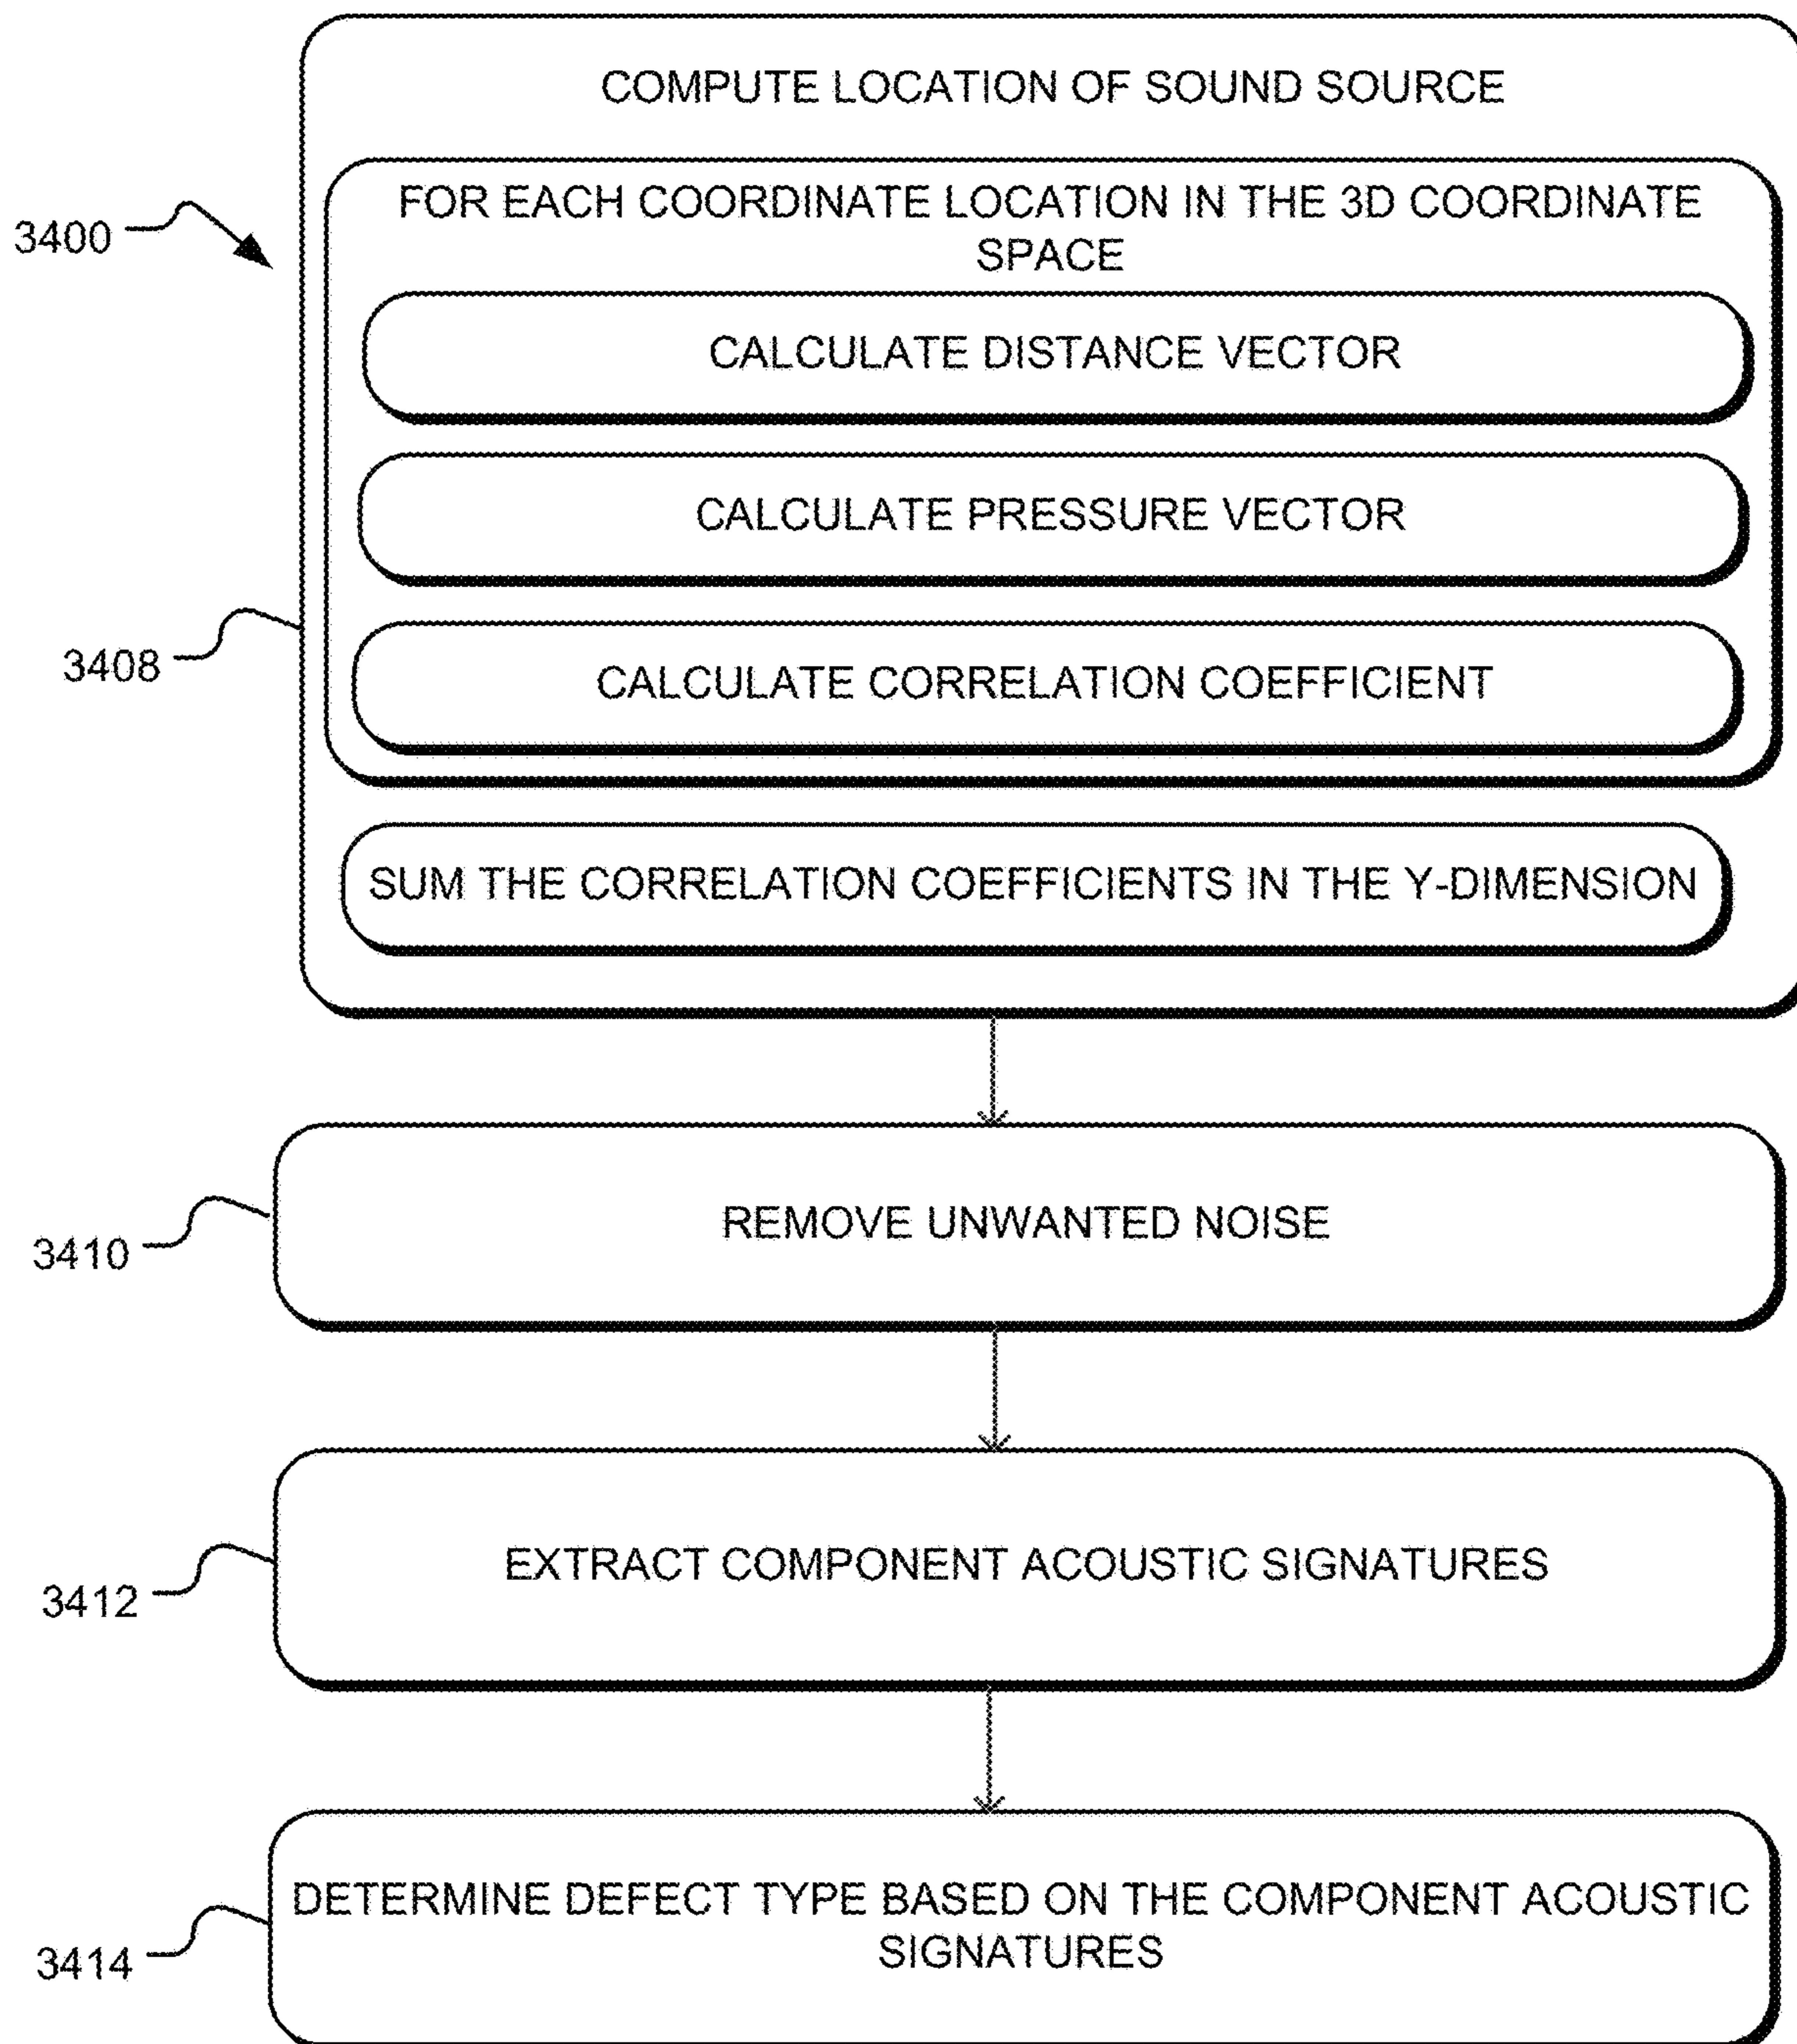 COMPUTE LOCATION OF SOUND SOURCE
FOR EACH COORDINATE LOCATION IN THE 3D COORDINATE
SPACE
3400
CALCULATE DISTANCE VECTOR
CALCULATE PRESSURE VECTOR
3408
CALCULATE CORRELATION COEFFICIENT
SUM THE CORRELATION COEFFICIENTS IN THE Y-DIMENSION
REMOVE UNWANTED NOISE
3410
EXTRACT COMPONENT ACOUSTIC SIGNATURES
3412
DETERMINE DEFECT TYPE BASED ON THE COMPONENT ACOUSTIC
SIGNATURES
3414